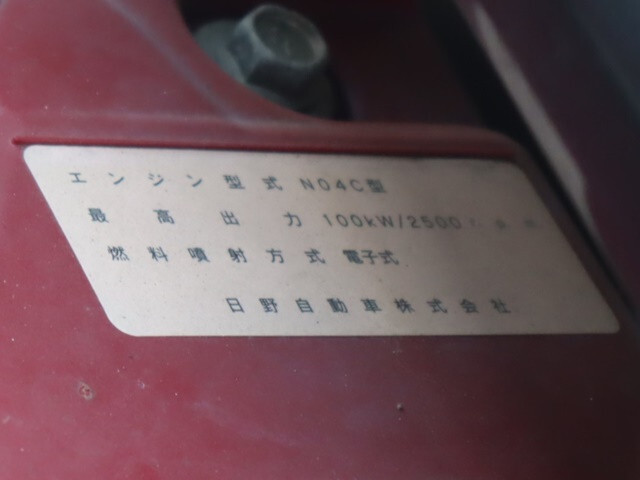 エンジン型式 N04C型
最高出力 100kW/2500
燃料噴射方式 電子式
日野自動車株式会社